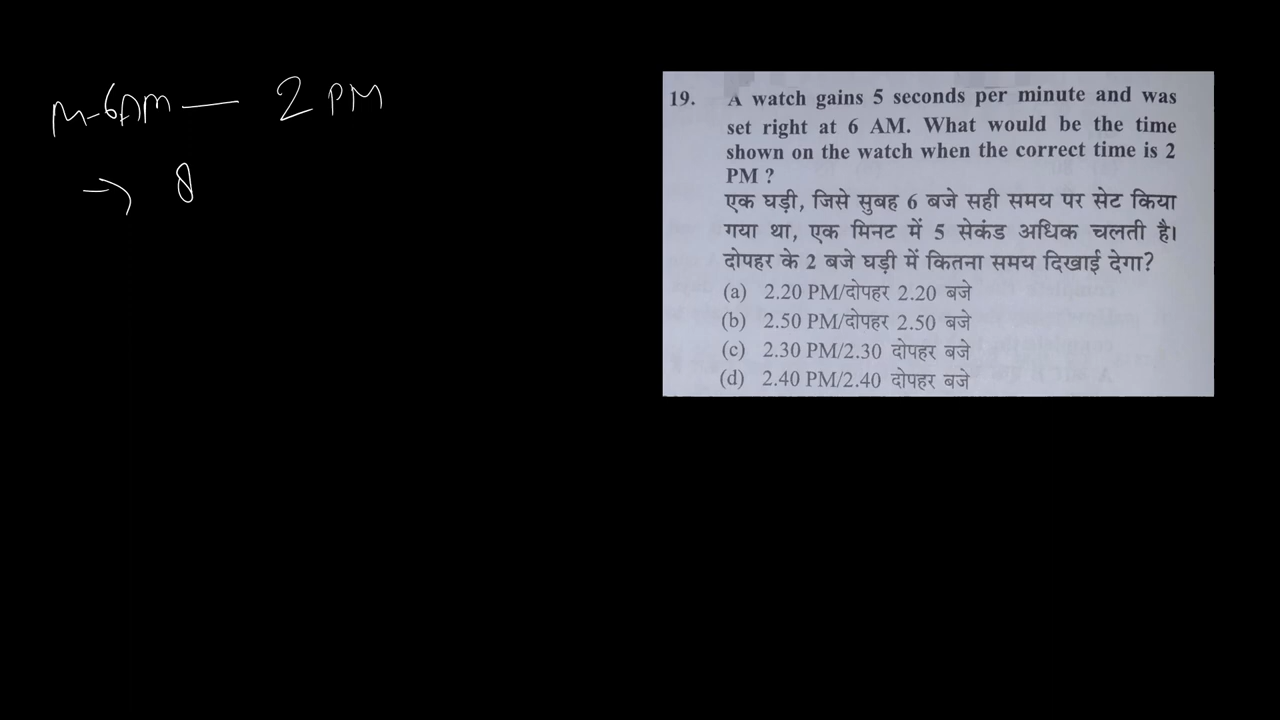 M-6AM — 2 PM
→ 8
19. A watch gains 5 seconds per minute and was
set right at 6 AM. What would be the time
shown on the watch when the correct time is 2
PM ?
एक घड़ी, जिसे सुबह 6 बजे सही समय पर सेट किया
गया था, एक मिनट में 5 सेकंड अधिक चलती है।
दोपहर के 2 बजे घड़ी में कितना समय दिखाई देगा?
(a) 2.20 PM/दोपहर 2.20 बजे
(b) 2.50 PM/दोपहर 2.50 बजे
(c) 2.30 PM/2.30 दोपहर बजे
(d) 2.40 PM/2.40 दोपहर बजे